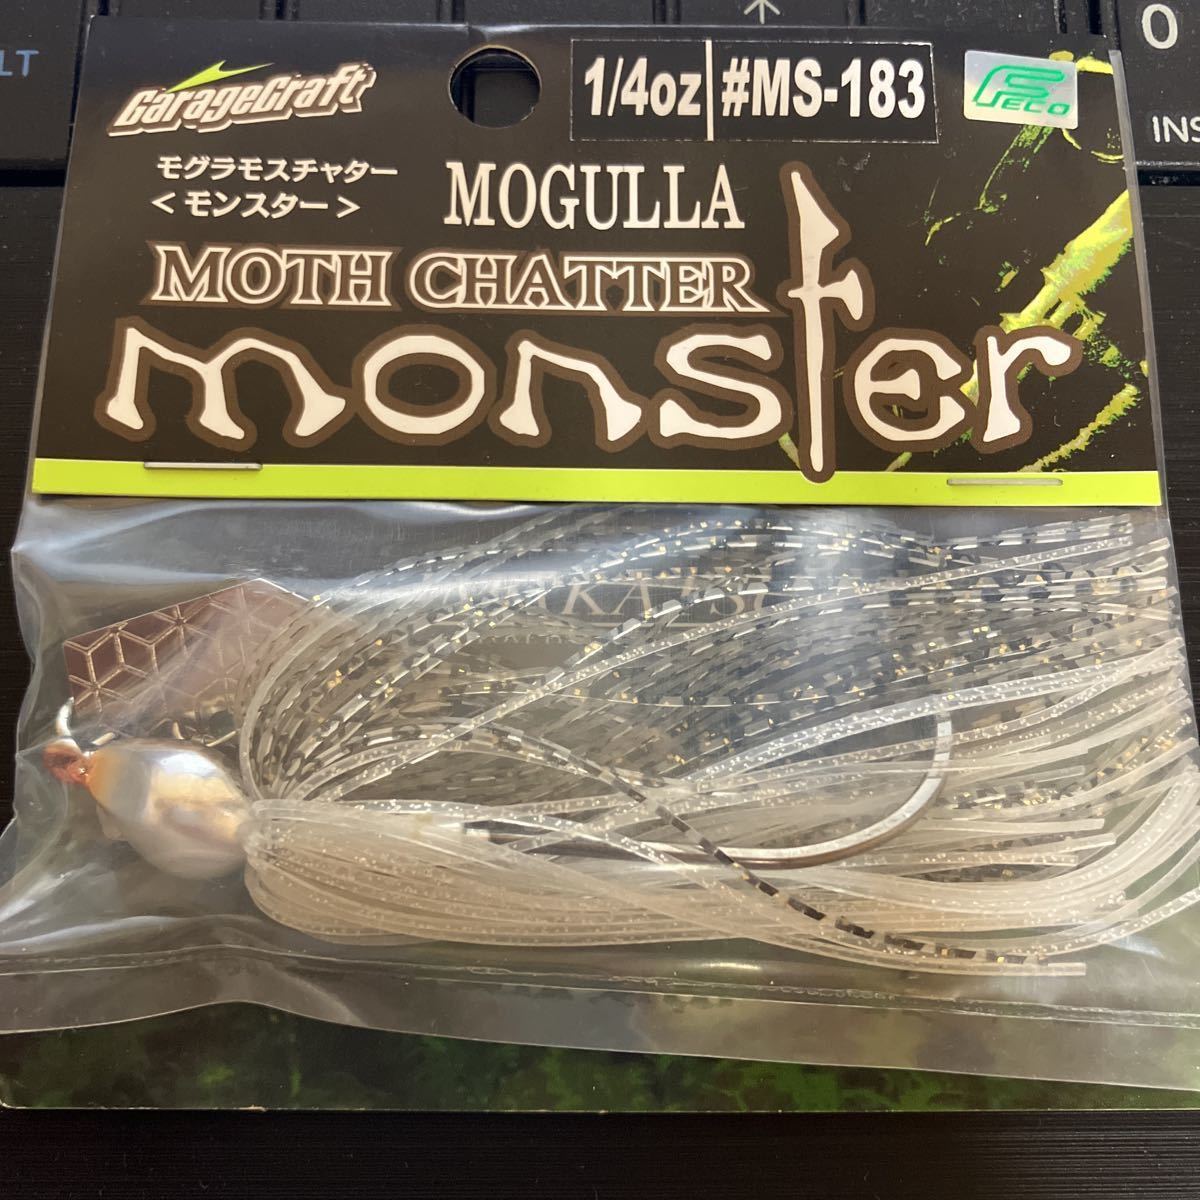 LT
0
INS
GarageCraft
1/4oz #MS-183
FECO
モグラモスチャター
<モンスター>
MOGULLA
MOTH CHATTER
monster